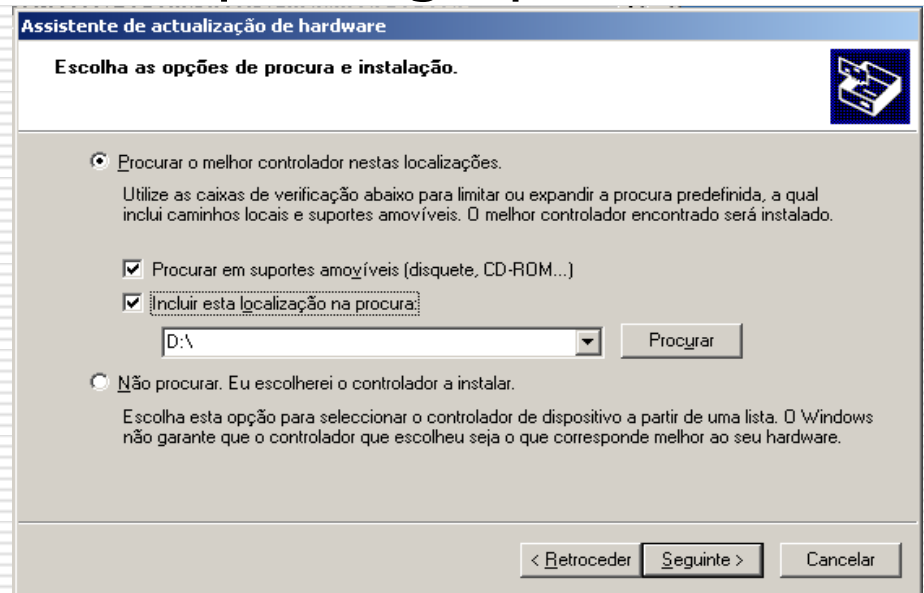 Assistente de actualização de hardware
Escolha as opções de procura e instalação.
Procurar o melhor controlador nestas localizações.
Utilize as caixas de verificação abaixo para limitar ou expandir a procura predefinida, a qual
inclui caminhos locais e suportes amovíveis. O melhor controlador encontrado será instalado.
Procurar em suportes amovíveis (disquete, CD-ROM...)
Incluir esta localização na procura:
D:\
Procurar
Não procurar. Eu escolherei o controlador a instalar.
Escolha esta opção para seleccionar o controlador de dispositivo a partir de uma lista. O Windows
não garante que o controlador que escolheu seja o que corresponde melhor ao seu hardware.
< Retroceder
Seguinte >
Cancelar